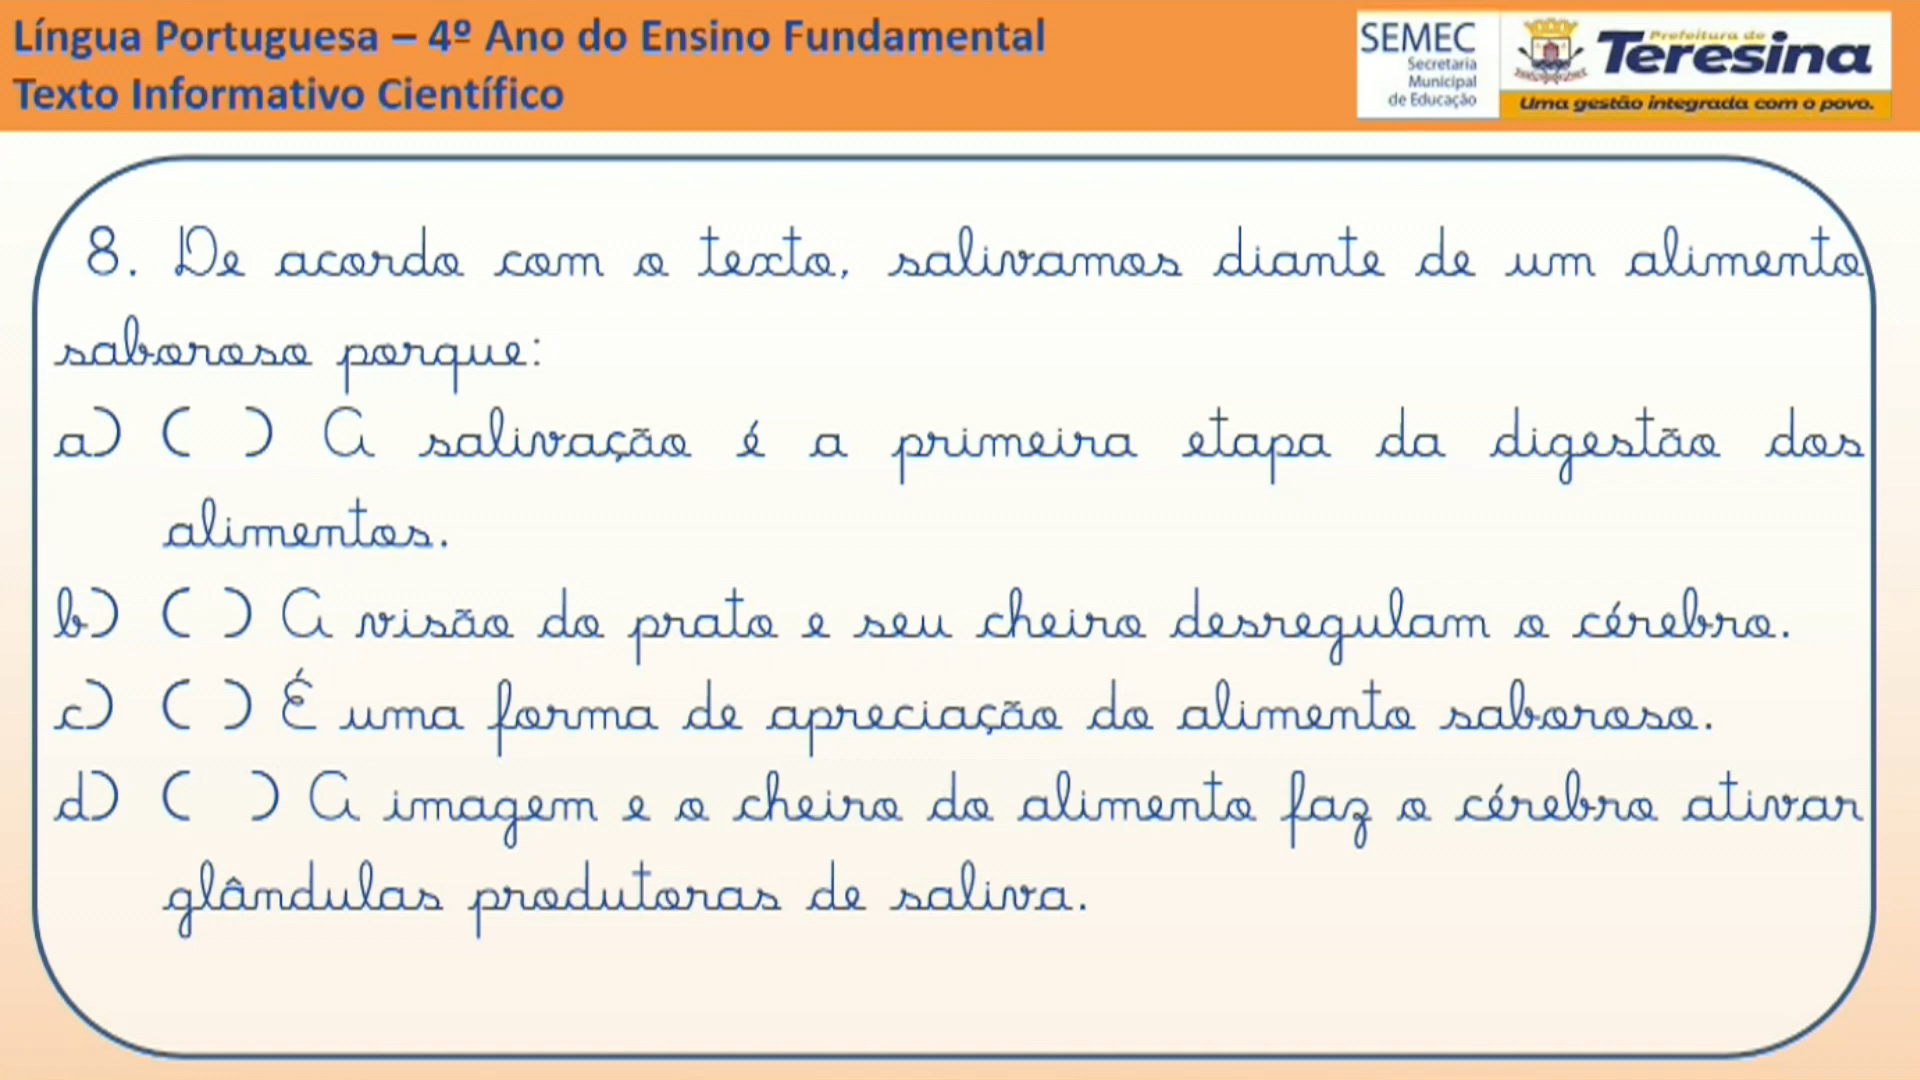 Língua Portuguesa – 4º Ano do Ensino Fundamental
Texto Informativo Científico
SEMEC
Secretaria
Municipal
de Educação
Prefeitura de
Teresina
Uma gestão integrada com o povo.
8. De acordo com o texto, salivamos diante de um alimento
saboroso porque:
a) ( ) A salivação é a primeira etapa da digestão dos
alimentos.
b) ( ) A visão do prato e seu cheiro desregulam o cérebro.
c) ( ) É uma forma de apreciação do alimento saboroso.
d) ( ) A imagem e o cheiro do alimento faz o cérebro ativar
glândulas produtoras de saliva.